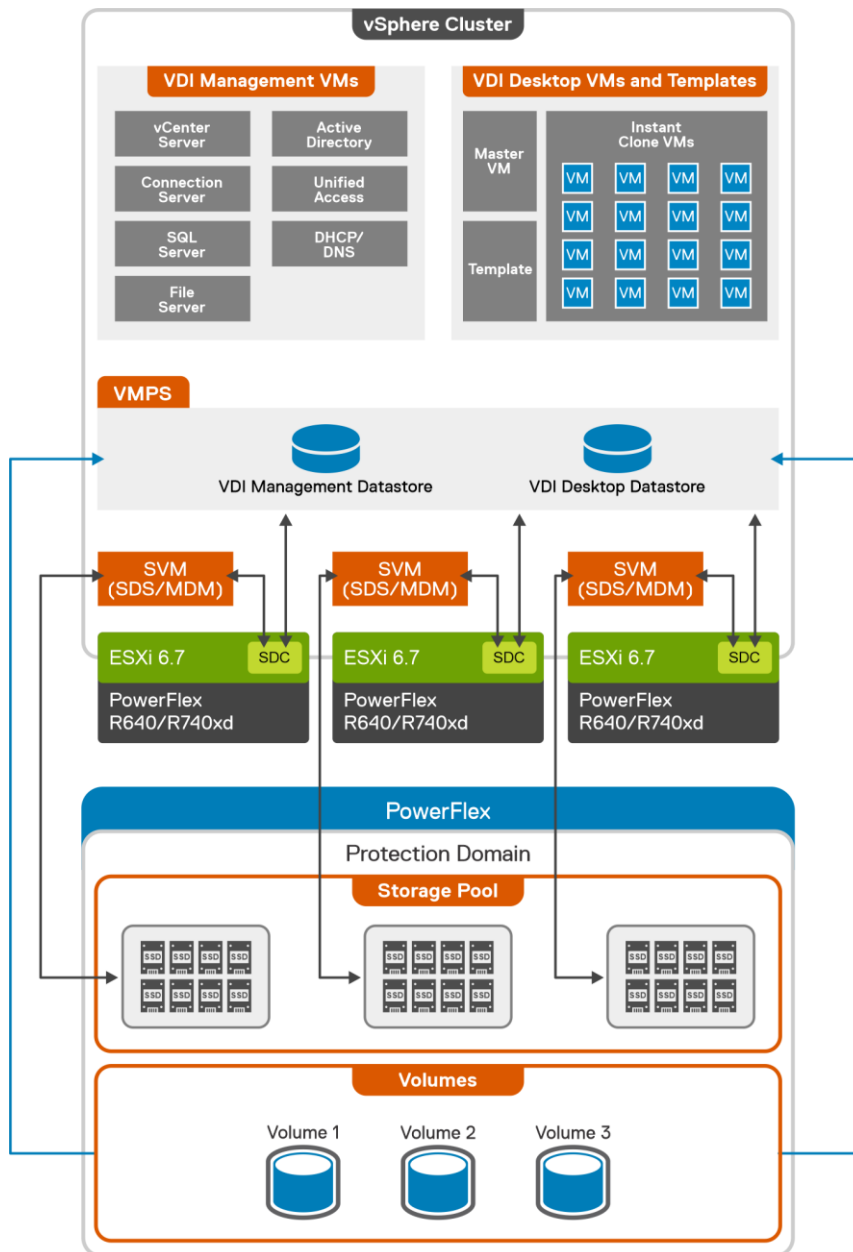 vSphere Cluster
VDI Management VMs
vCenter
Server
Active
Directory
Connection
Server
Unified
Access
SQL
Server
DHCP/
DNS
File
Server
VDI Desktop VMs and Templates
Master
VM
Template
Instant
Clone VMs
VM VM VM VM
VM VM VM VM
VM VM VM VM
VM VM VM VM
VMPS
VDI Management Datastore
VDI Desktop Datastore
SVM
(SDS/MDM)
SVM
(SDS/MDM)
SVM
(SDS/MDM)
ESXi 6.7
SDC
ESXi 6.7
SDC
ESXi 6.7
SDC
PowerFlex
R640/R740xd
PowerFlex
R640/R740xd
PowerFlex
R640/R740xd
PowerFlex
Protection Domain
Storage Pool
SSD SSD SSD SSD
SSD SSD SSD SSD
SSD SSD SSD SSD
SSD SSD SSD SSD
SSD SSD SSD SSD
SSD SSD SSD SSD
Volumes
Volume 1
Volume 2
Volume 3